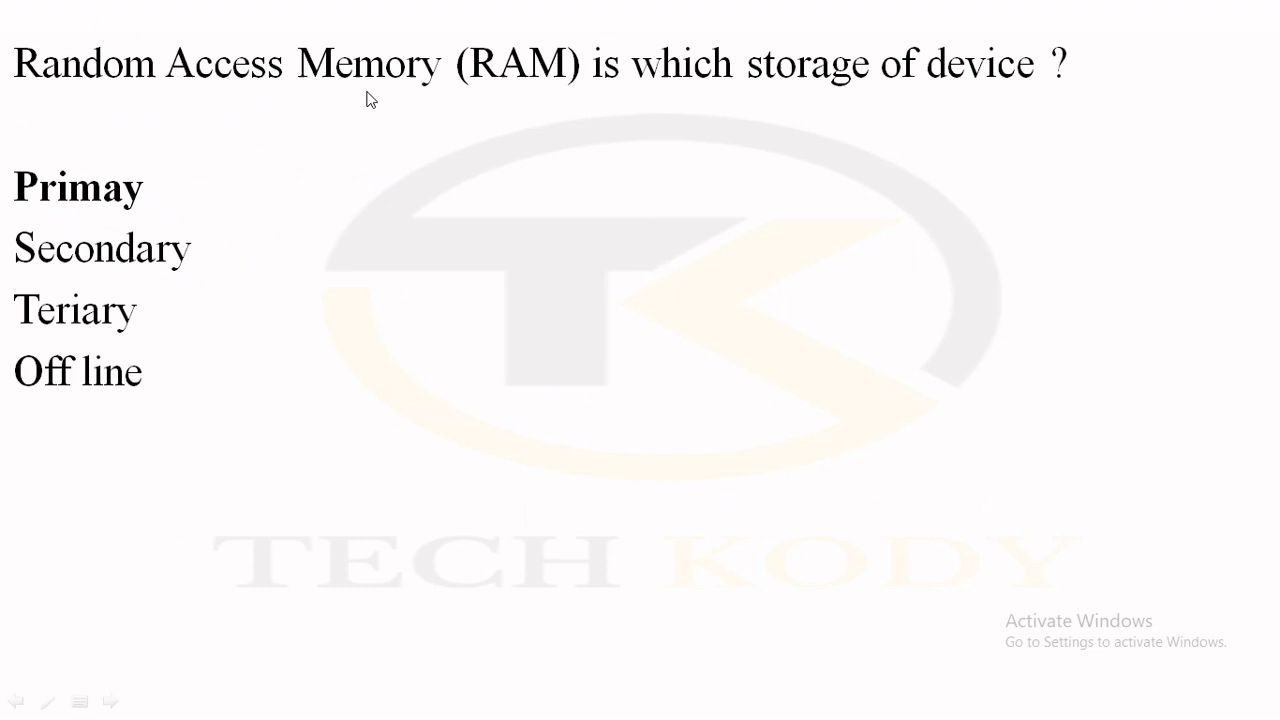 Random Access Memory (RAM) is which storage of device ?
Primay
Secondary
Teriary
Off line
TECH KODY
Activate Windows
Go to Settings to activate Windows.